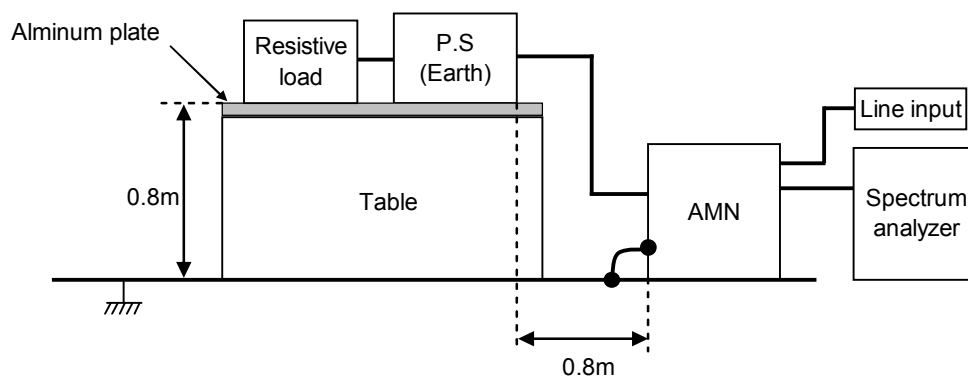 Alminum plate
Resistive
load
P.S
(Earth)
Line input
0.8m
Table
AMN
Spectrum
analyzer
0.8m